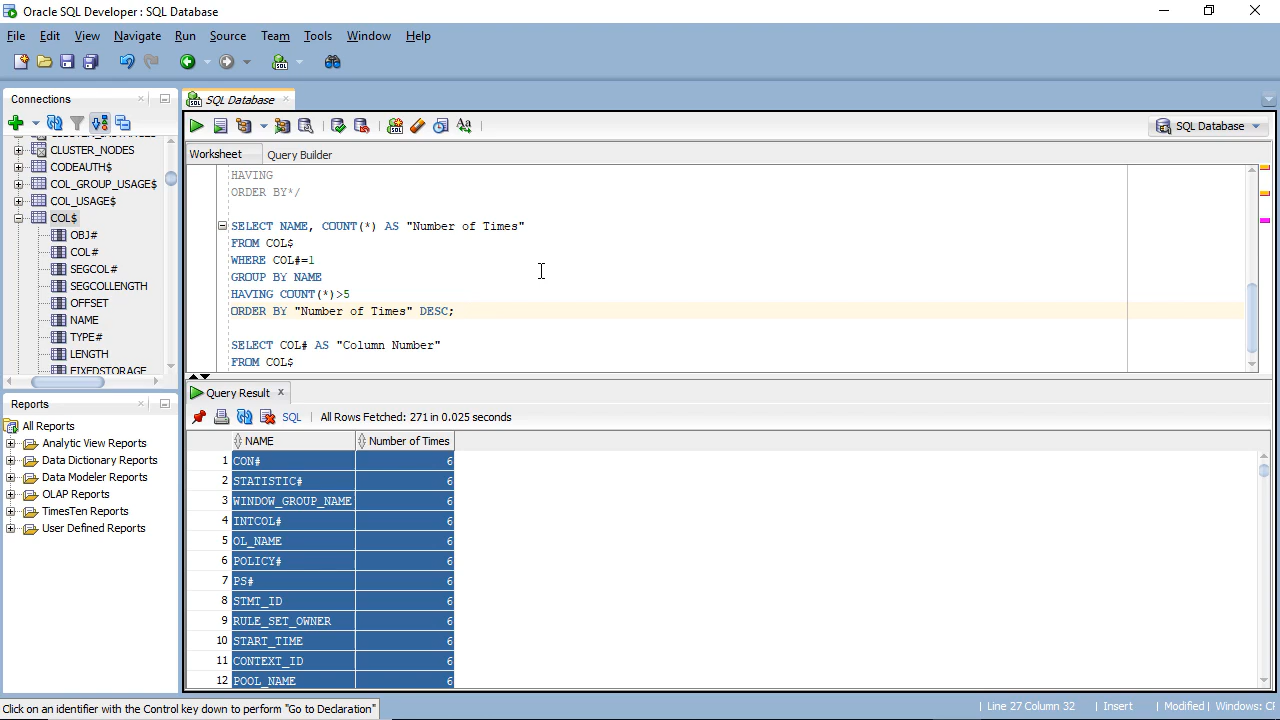 Oracle SQL Developer : SQL Database
File Edit View Navigate Run Source Team Tools Window Help
Connections
SQL Database
SQL Database
Worksheet
Query Builder
CLUSTER_NODES
CODEAUTH$
COL_GROUP_USAGE$
COL_USAGE$
COL$
OBJ#
COL#
SEGCOL#
SEGCOLLENGTH
OFFSET
NAME
TYPE#
LENGTH
FIXEDSTORAGE
HAVING
ORDER BY*/
SELECT NAME, COUNT(*) AS "Number of Times"
FROM COL$
WHERE COL#=1
GROUP BY NAME
HAVING COUNT(*)>5
ORDER BY "Number of Times" DESC;
SELECT COL# AS "Column Number"
FROM COL$
Reports
All Reports
Analytic View Reports
Data Dictionary Reports
Data Modeler Reports
OLAP Reports
TimesTen Reports
User Defined Reports
Query Result
SQL All Rows Fetched: 271 in 0.025 seconds
NAME Number of Times
1 CON# 6
2 STATISTIC# 6
3 WINDOW_GROUP_NAME 6
4 INTCOL# 6
5 OL_NAME 6
6 POLICY# 6
7 PS# 6
8 STMT_ID 6
9 RULE_SET_OWNER 6
10 START_TIME 6
11 CONTEXT_ID 6
12 POOL_NAME 6
Click on an identifier with the Control key down to perform "Go to Declaration"
Line 27 Column 32 Insert Modified Windows: C